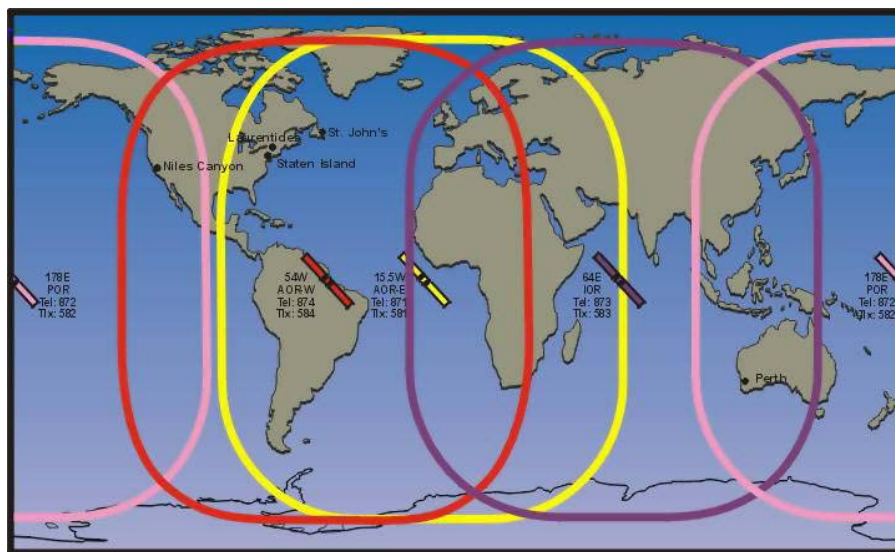 Laurentides
St. John's
Niles Canyon
Staten Island
178E
POR
Tel: 872
Tlx: 582
54W
AOR-W
Tel: 874
Tlx: 584
15.5W
AOR-E
Tel: 871
Tlx: 581
64E
IOR
Tel: 873
Tlx: 583
178E
POR
Tel: 872
Tlx: 582
Perth